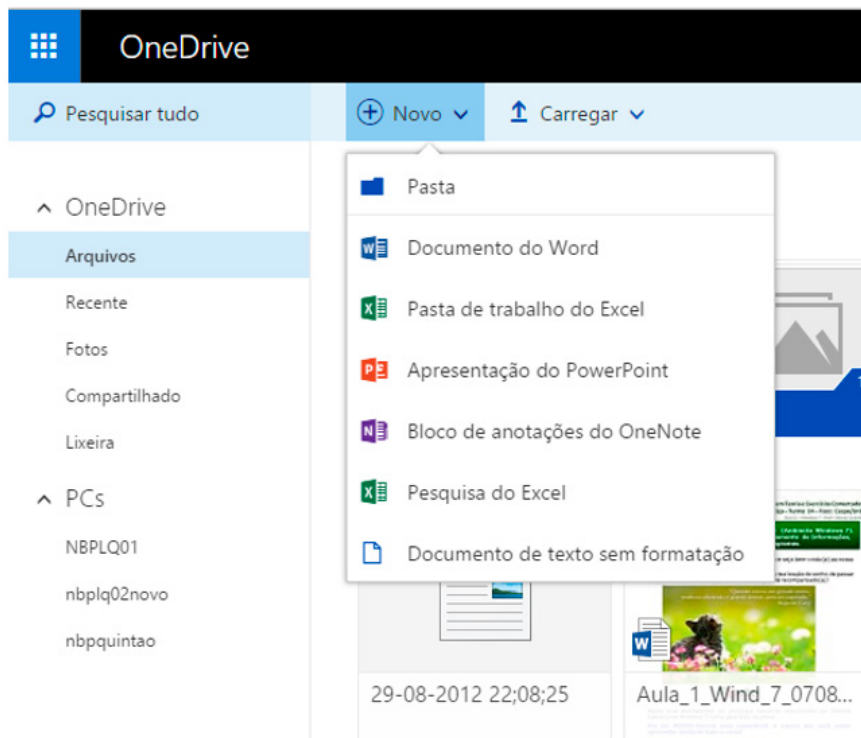 OneDrive
Pesquisar tudo
Novo
Carregar
OneDrive
Arquivos
Recente
Fotos
Compartilhado
Lixeira
PCs
NBPLQ01
nbplq02novo
nbpquintao
Pasta
Documento do Word
Pasta de trabalho do Excel
Apresentação do PowerPoint
Bloco de anotações do OneNote
Pesquisa do Excel
Documento de texto sem formatação
29-08-2012 22;08;25
Aula_1_Wind_7_0708...